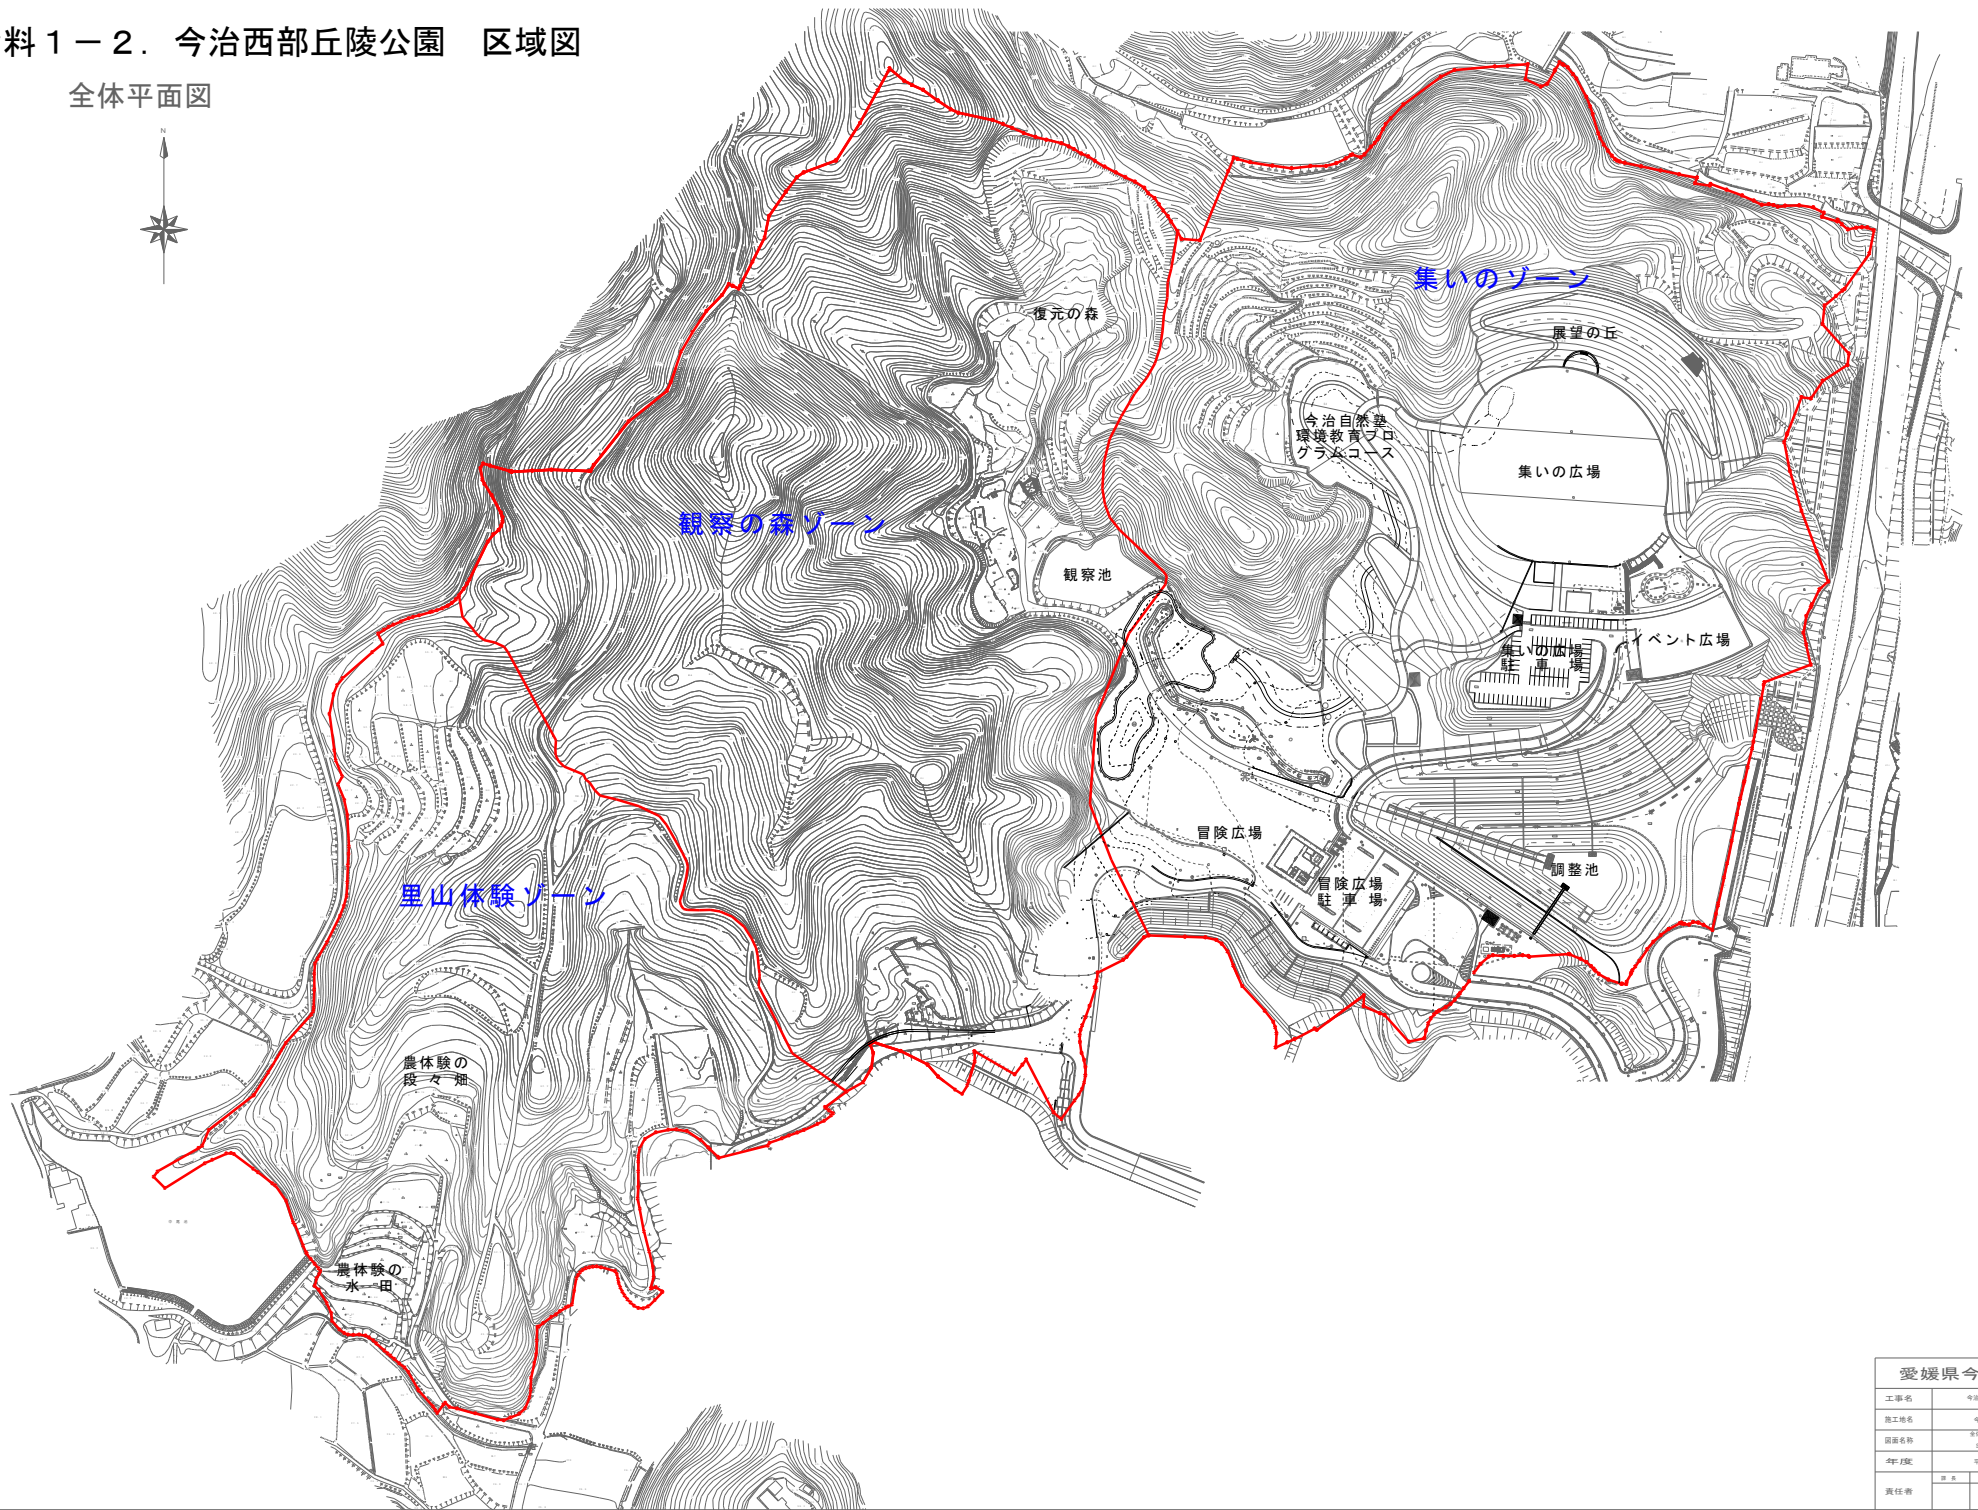 料１－２．今治西部丘陵公園　区域図
全体平面図
N
集いのゾーン
復元の森
展望の丘
今治自然塾
環境教育プロ
グラムコース
集いの広場
観察の森ゾーン
観察池
イベント広場
集いの広場
駐車場
冒険広場
調整池
冒険広場
駐車場
里山体験ゾーン
農体験の
段々畑
農体験の
水田
愛媛県今
工事名
施工地名
図面名称
年度
責任者